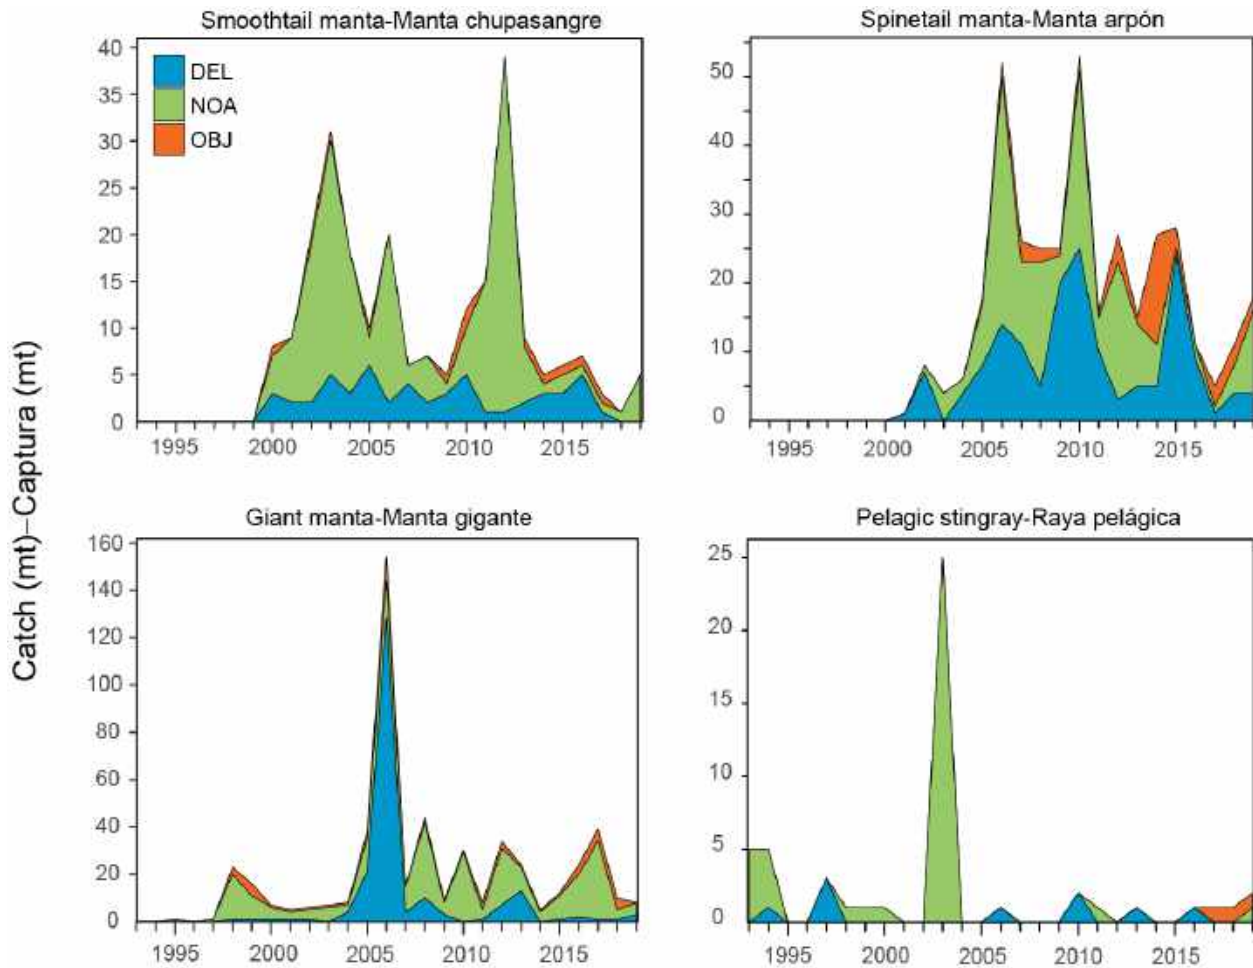 Smoothtail manta-Manta chupasangre
40
35
30
25
20
15
10
5
0
DEL
NOA
OBJ
1995 2000 2005 2010 2015
Spinetail manta-Manta arpón
50
40
30
20
10
0
1995 2000 2005 2010 2015
Catch (mt)–Captura (mt)
Giant manta-Manta gigante
160
140
120
100
80
60
40
20
0
1995 2000 2005 2010 2015
Pelagic stingray-Raya pelágica
25
20
15
10
5
0
1995 2000 2005 2010 2015